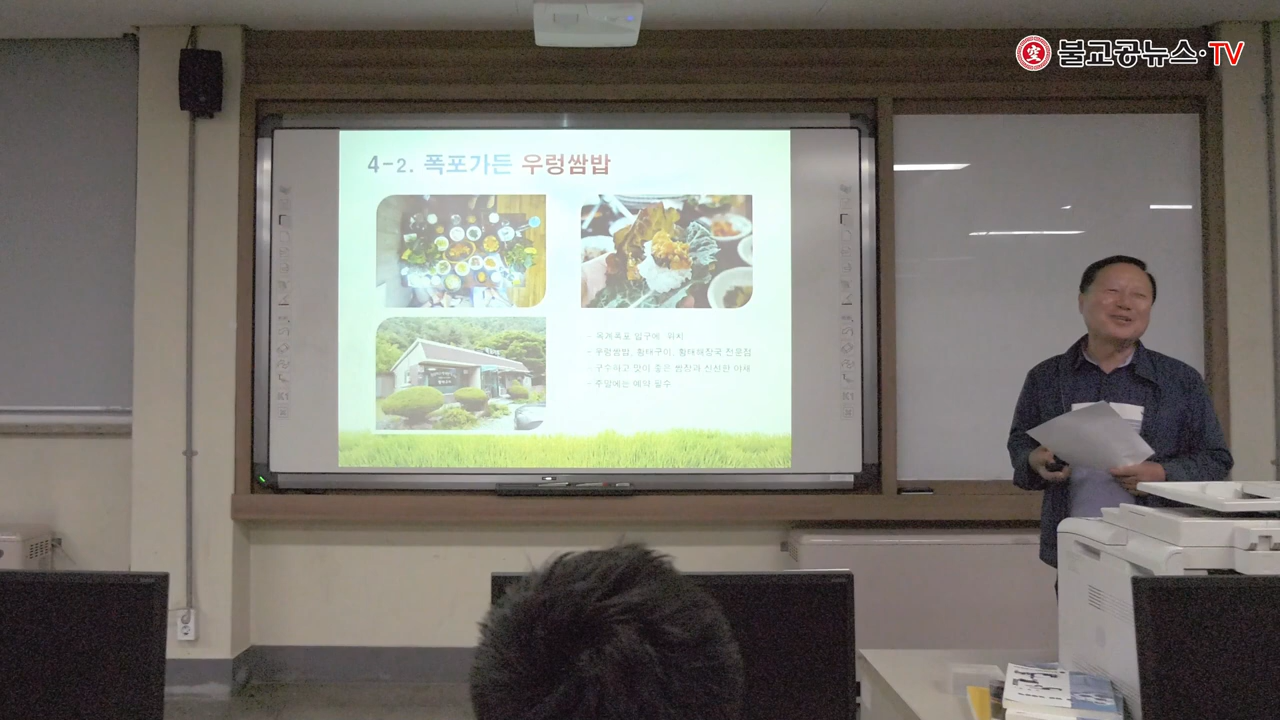 불교공뉴스·TV
空
4-2. 폭포가든 우렁쌈밥
- 옥계폭포 입구에 위치
- 우렁쌈밥, 황태구이, 황태해장국 전문점
- 구수하고 맛이 좋은 쌈장과 신선한 야채
- 주말에는 예약 필수